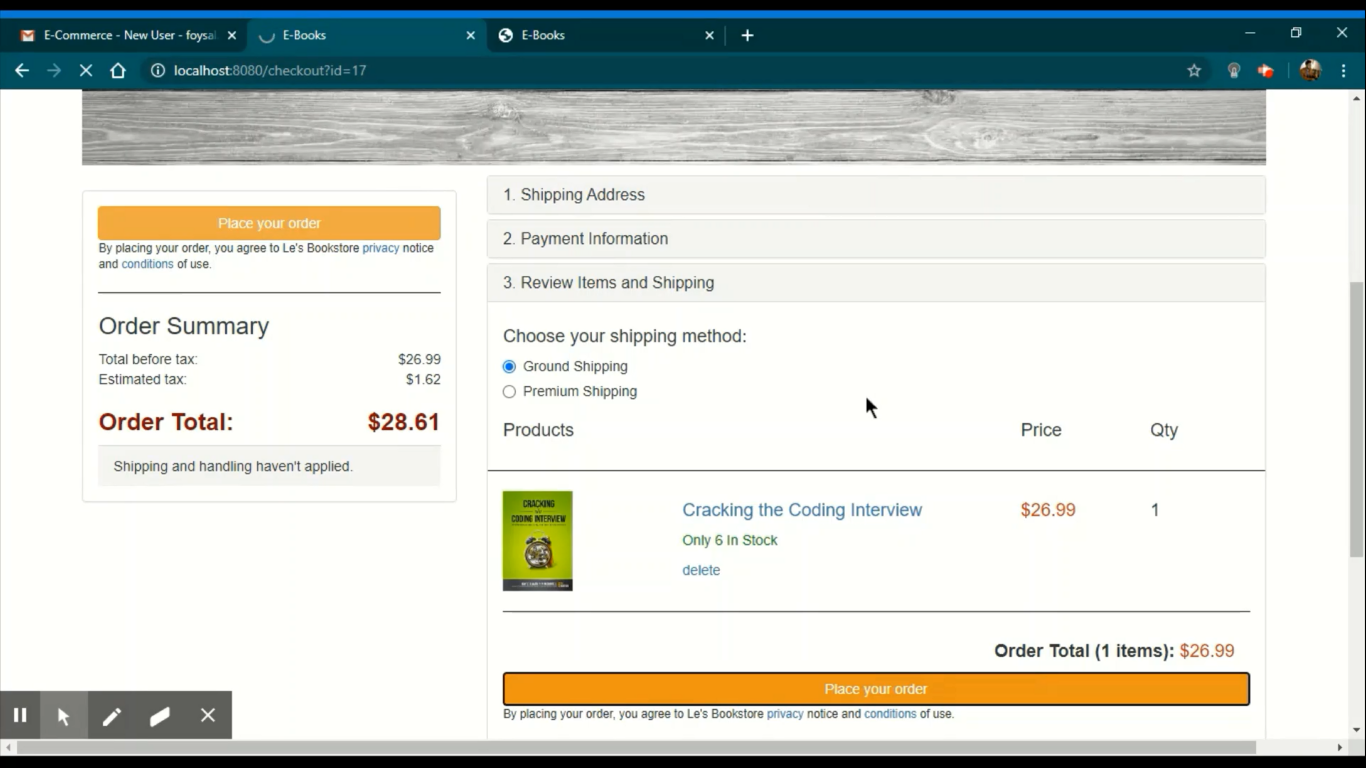 E-Commerce - New User - foysal
E-Books
E-Books
localhost:8080/checkout?id=17
Place your order
By placing your order, you agree to Le's Bookstore privacy notice
and conditions of use.
Order Summary
Total before tax: $26.99
Estimated tax: $1.62
Order Total: $28.61
Shipping and handling haven't applied.
1. Shipping Address
2. Payment Information
3. Review Items and Shipping
Choose your shipping method:
Ground Shipping
Premium Shipping
Products Price Qty
CRACKING
CODING INTERVIEW
Cracking the Coding Interview $26.99 1
Only 6 In Stock
delete
Order Total (1 items): $26.99
Place your order
By placing your order, you agree to Le's Bookstore privacy notice and conditions of use.